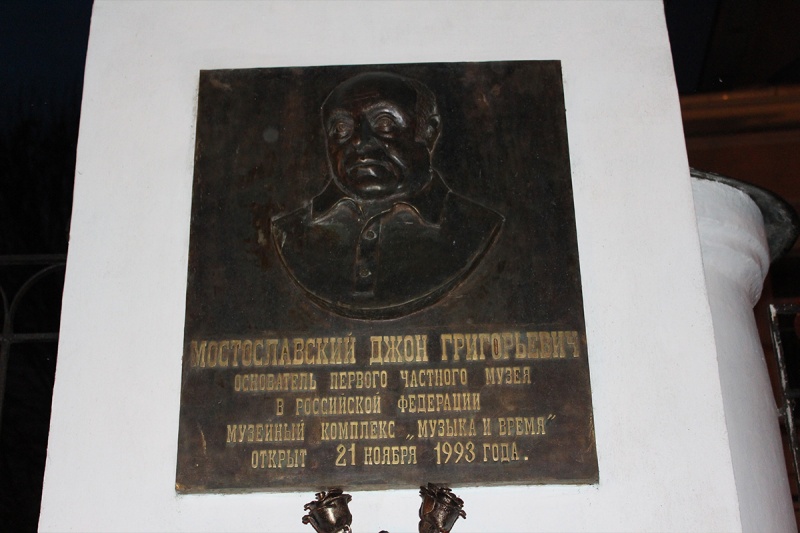 МОСТОСЛАВСКИЙ ДЖОН ГРИГОРЬЕВИЧ
ОСНОВАТЕЛЬ ПЕРВОГО ЧАСТНОГО МУЗЕЯ
В РОССИЙСКОЙ ФЕДЕРАЦИИ
МУЗЕЙНЫЙ КОМПЛЕКС „МУЗЫКА И ВРЕМЯ"
ОТКРЫТ 21 НОЯБРЯ 1993 ГОДА.